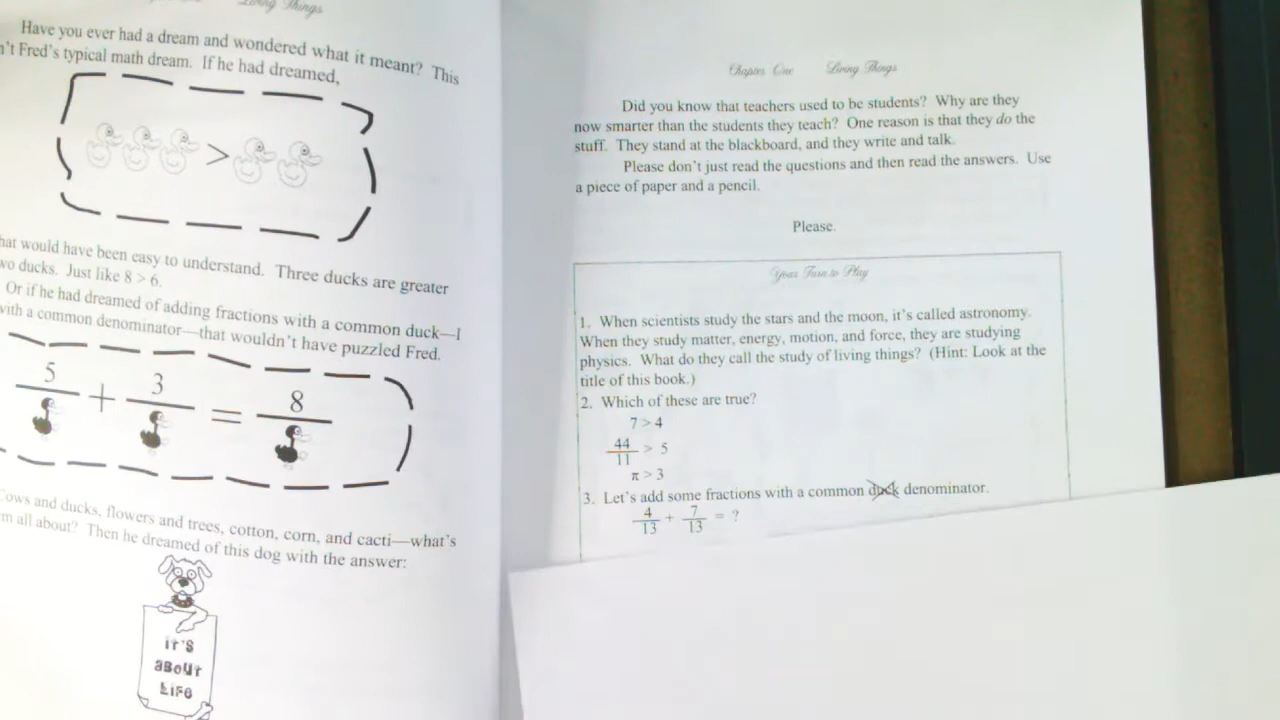 Living Things
Have you ever had a dream and wondered what it meant? This
n't Fred's typical math dream. If he had dreamed,
>
hat would have been easy to understand. Three ducks are greater
wo ducks. Just like 8 > 6.
Or if he had dreamed of adding fractions with a common duck—I
with a common denominator—that wouldn't have puzzled Fred.
5 + 3 = 8
Cows and ducks, flowers and trees, cotton, corn, and cacti—what's
m all about? Then he dreamed of this dog with the answer:
IT'S
ABOUT
LIFE
Chapter One Living Things
Did you know that teachers used to be students? Why are they
now smarter than the students they teach? One reason is that they do the
stuff. They stand at the blackboard, and they write and talk.
Please don't just read the questions and then read the answers. Use
a piece of paper and a pencil.
Please.
Your Turn to Play
1. When scientists study the stars and the moon, it's called astronomy.
When they study matter, energy, motion, and force, they are studying
physics. What do they call the study of living things? (Hint: Look at the
title of this book.)
2. Which of these are true?
7 > 4
44/11 > 5
π > 3
3. Let's add some fractions with a common duck denominator.
4/13 + 7/13 = ?